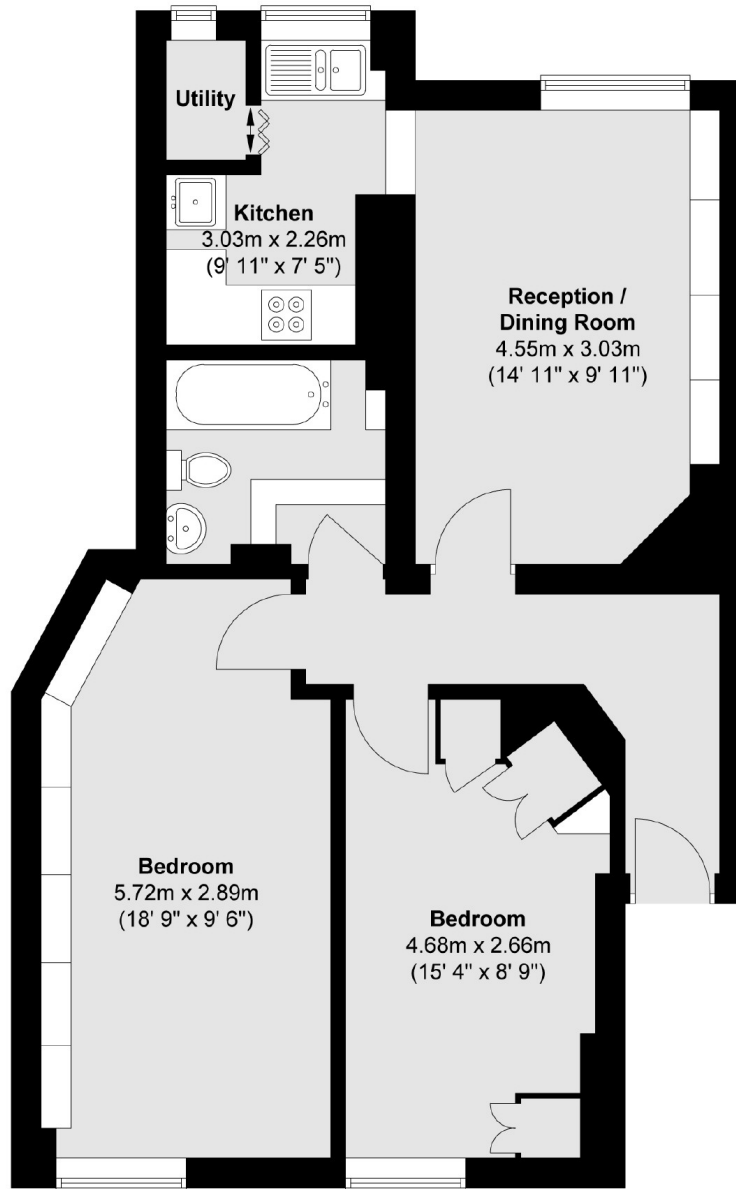 Utility
Kitchen
3.03m x 2.26m
(9' 11" x 7' 5")
Reception /
Dining Room
4.55m x 3.03m
(14' 11" x 9' 11")
Bedroom
5.72m x 2.89m
(18' 9" x 9' 6")
Bedroom
4.68m x 2.66m
(15' 4" x 8' 9")